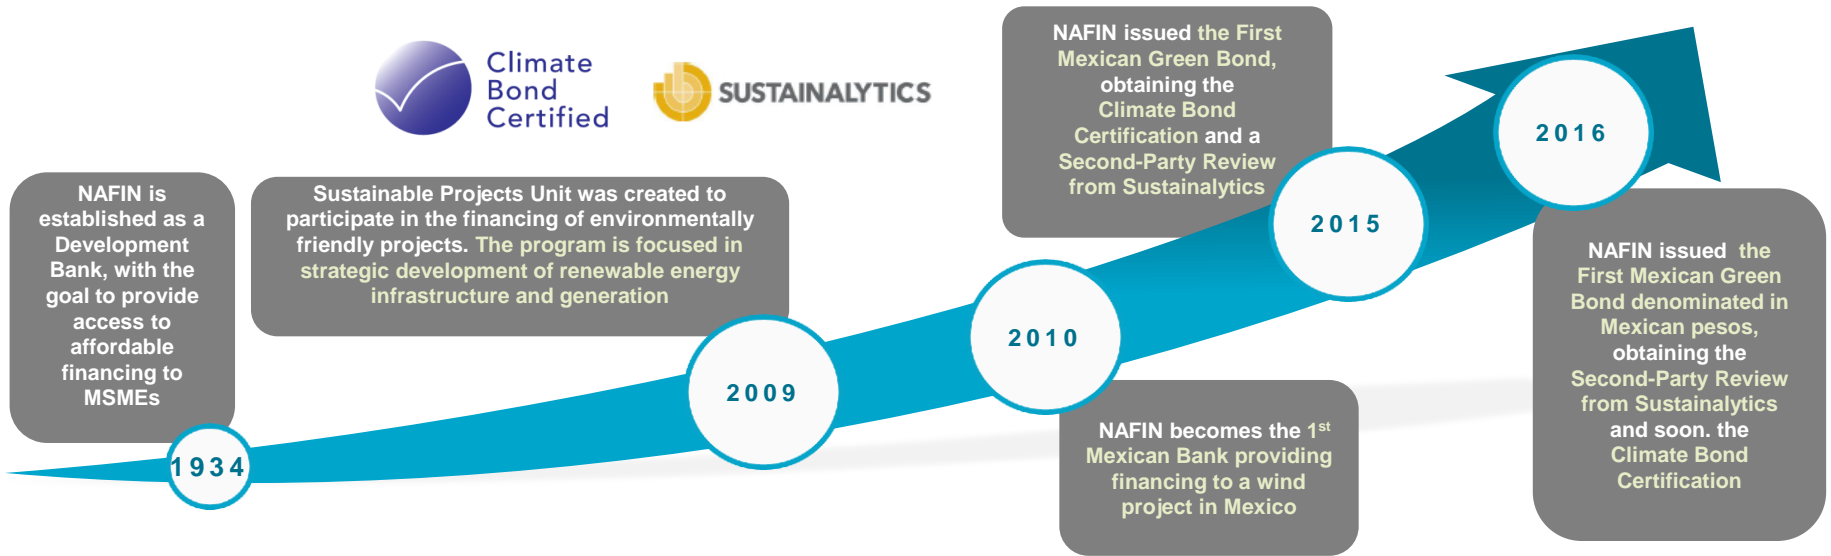 Climate
Bond
Certified
SUSTAINALYTICS
NAFIN is
established as a
Development
Bank, with the
goal to provide
access to
affordable
financing to
MSMEs
1934
Sustainable Projects Unit was created to
participate in the financing of environmentally
friendly projects. The program is focused in
strategic development of renewable energy
infrastructure and generation
2009
2010
NAFIN becomes the 1st
Mexican Bank providing
financing to a wind
project in Mexico
NAFIN issued the First
Mexican Green Bond,
obtaining the
Climate Bond
Certification and a
Second-Party Review
from Sustainalytics
2015
2016
NAFIN issued the
First Mexican Green
Bond denominated in
Mexican pesos,
obtaining the
Second-Party Review
from Sustainalytics
and soon. the
Climate Bond
Certification